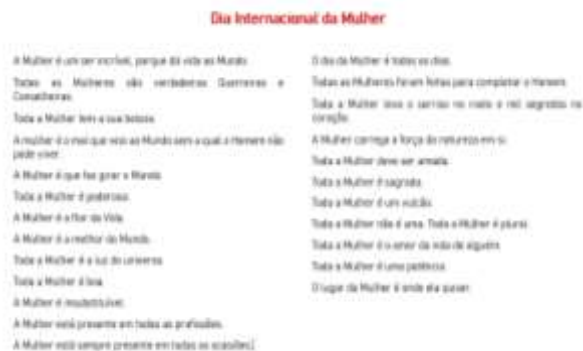 Dia Internacional da Mulher
A Mulher é um ser incrível, porque dá vida ao Mundo.
Todas as Mulheres são verdadeiras Guerreiras e
Conselheiras.
Toda a Mulher tem a sua beleza.
A mulher é o mel que veio ao Mundo sem a qual o Homem não
pode viver.
A Mulher é que faz girar o Mundo.
Toda a Mulher é poderosa.
A Mulher é a flor da Vida.
A Mulher é a melhor do Mundo.
Toda a Mulher é a luz do universo.
Toda a Mulher é boa.
A Mulher é insubstituível.
A Mulher está presente em todas as profissões.
A Mulher está sempre presente em todas as ocasiões.
O dia da Mulher é todos os dias.
Todas as Mulheres foram feitas para completar o Homem.
Toda a Mulher leva o sorriso no rosto e mil segredos no
coração.
A Mulher carrega a força da natureza em si.
Toda a Mulher deve ser amada.
Toda a Mulher é sagrada.
Toda a Mulher é um vulcão.
Toda a Mulher não é uma. Toda a Mulher é plural.
Toda a Mulher é o amor da vida de alguém.
Toda a Mulher é uma potência.
O lugar da Mulher é onde ela quiser.